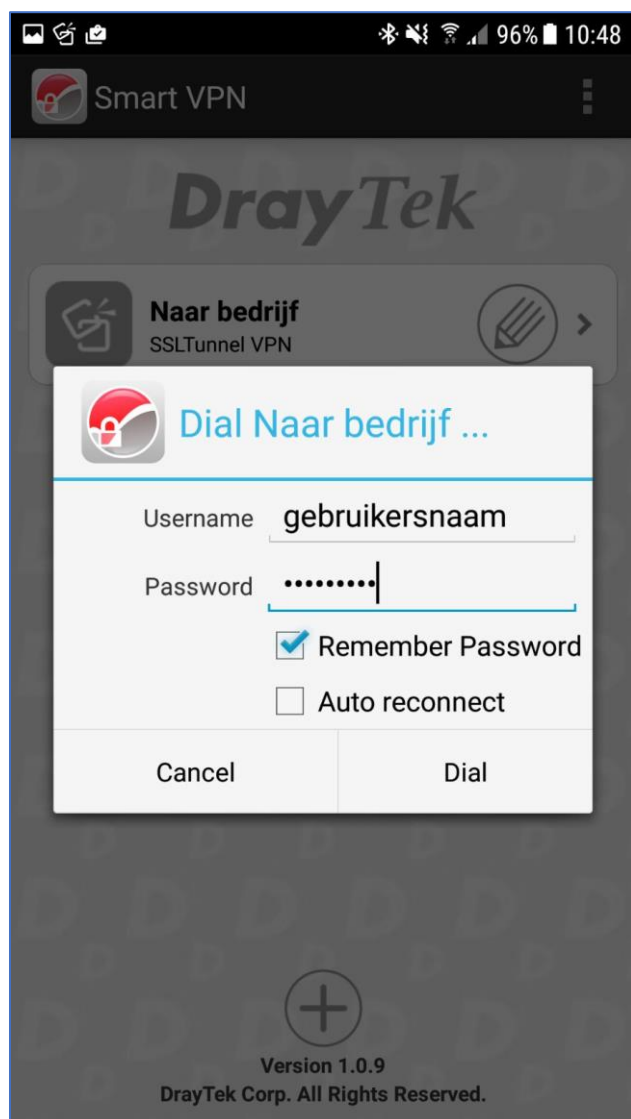 96% 10:48
Smart VPN
DrayTek
Naar bedrijf
SSLTunnel VPN
Dial Naar bedrijf ...
Username gebruikersnaam
Password •••••••••
Remember Password
Auto reconnect
Cancel Dial
Version 1.0.9
DrayTek Corp. All Rights Reserved.